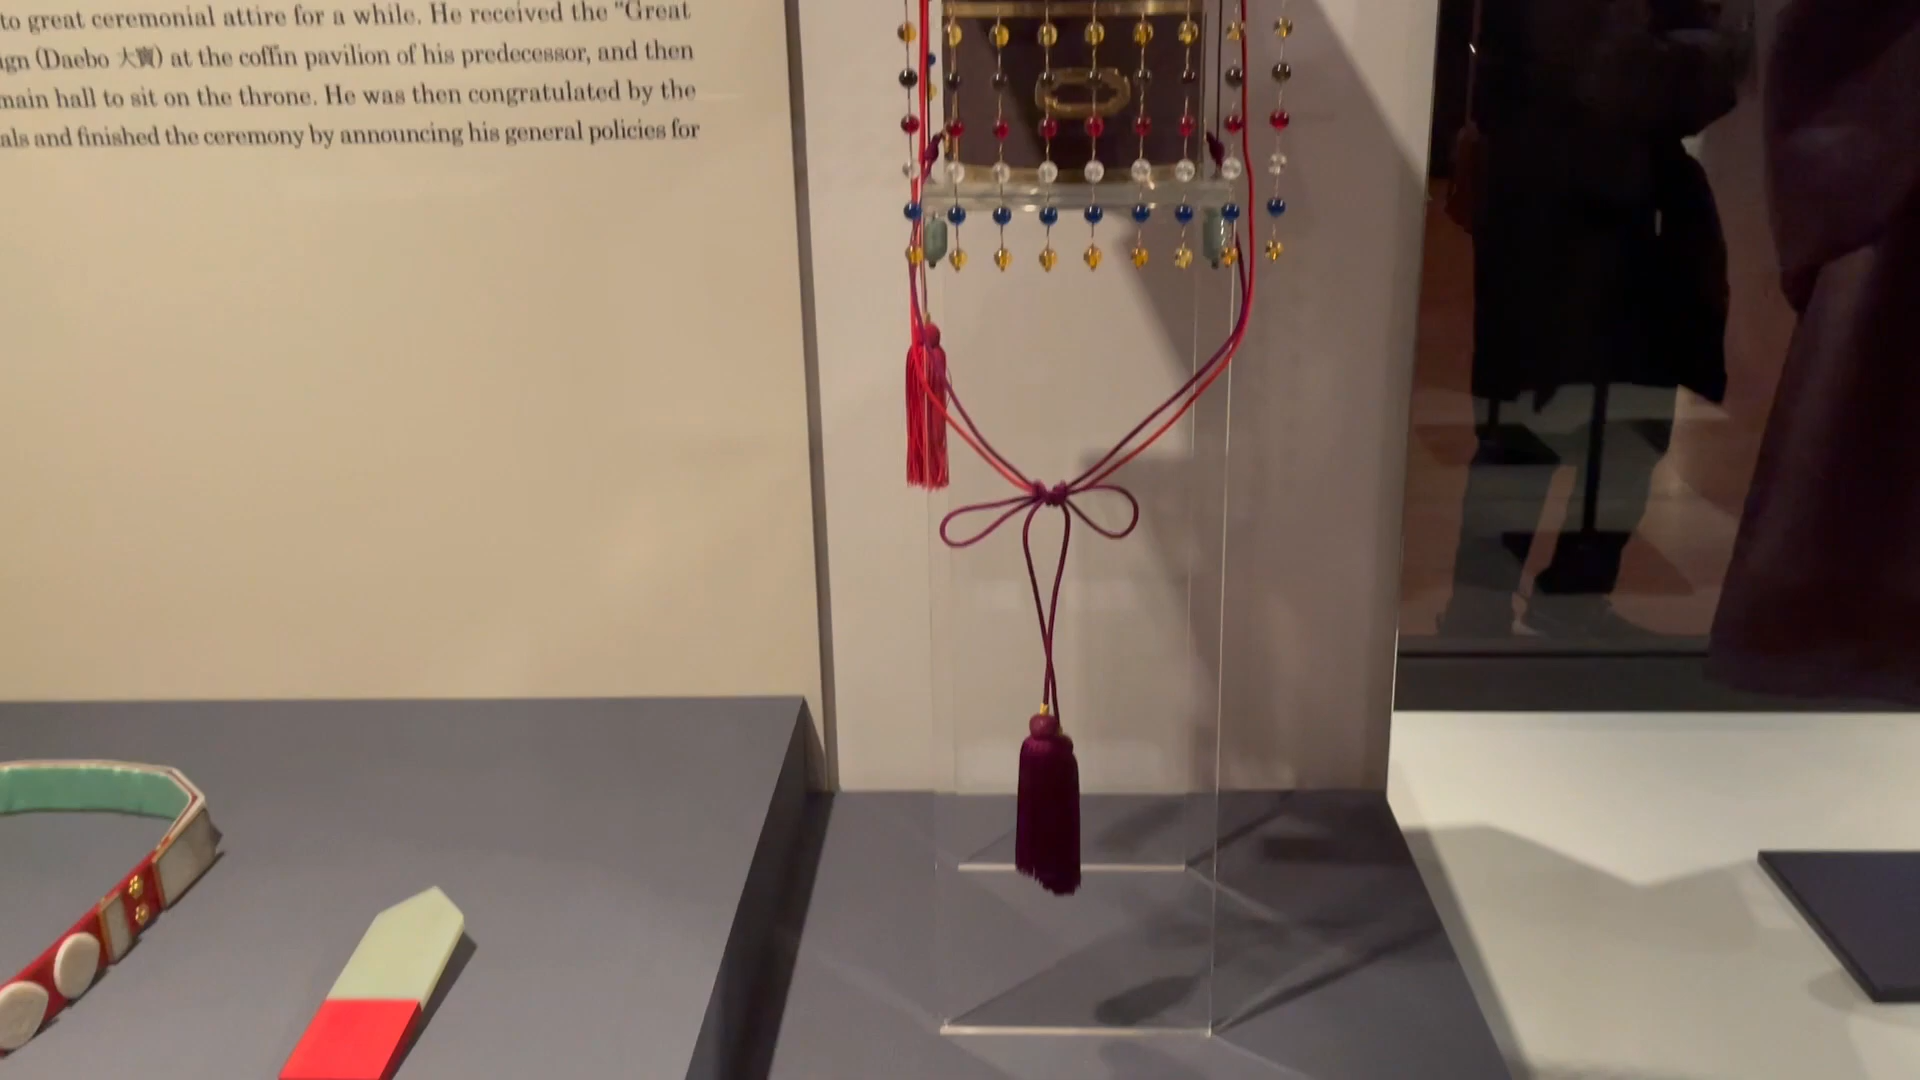 to great ceremonial attire for a while. He received the "Great
ign (Daebo 大寶) at the coffin pavilion of his predecessor, and then
main hall to sit on the throne. He was then congratulated by the
als and finished the ceremony by announcing his general policies for